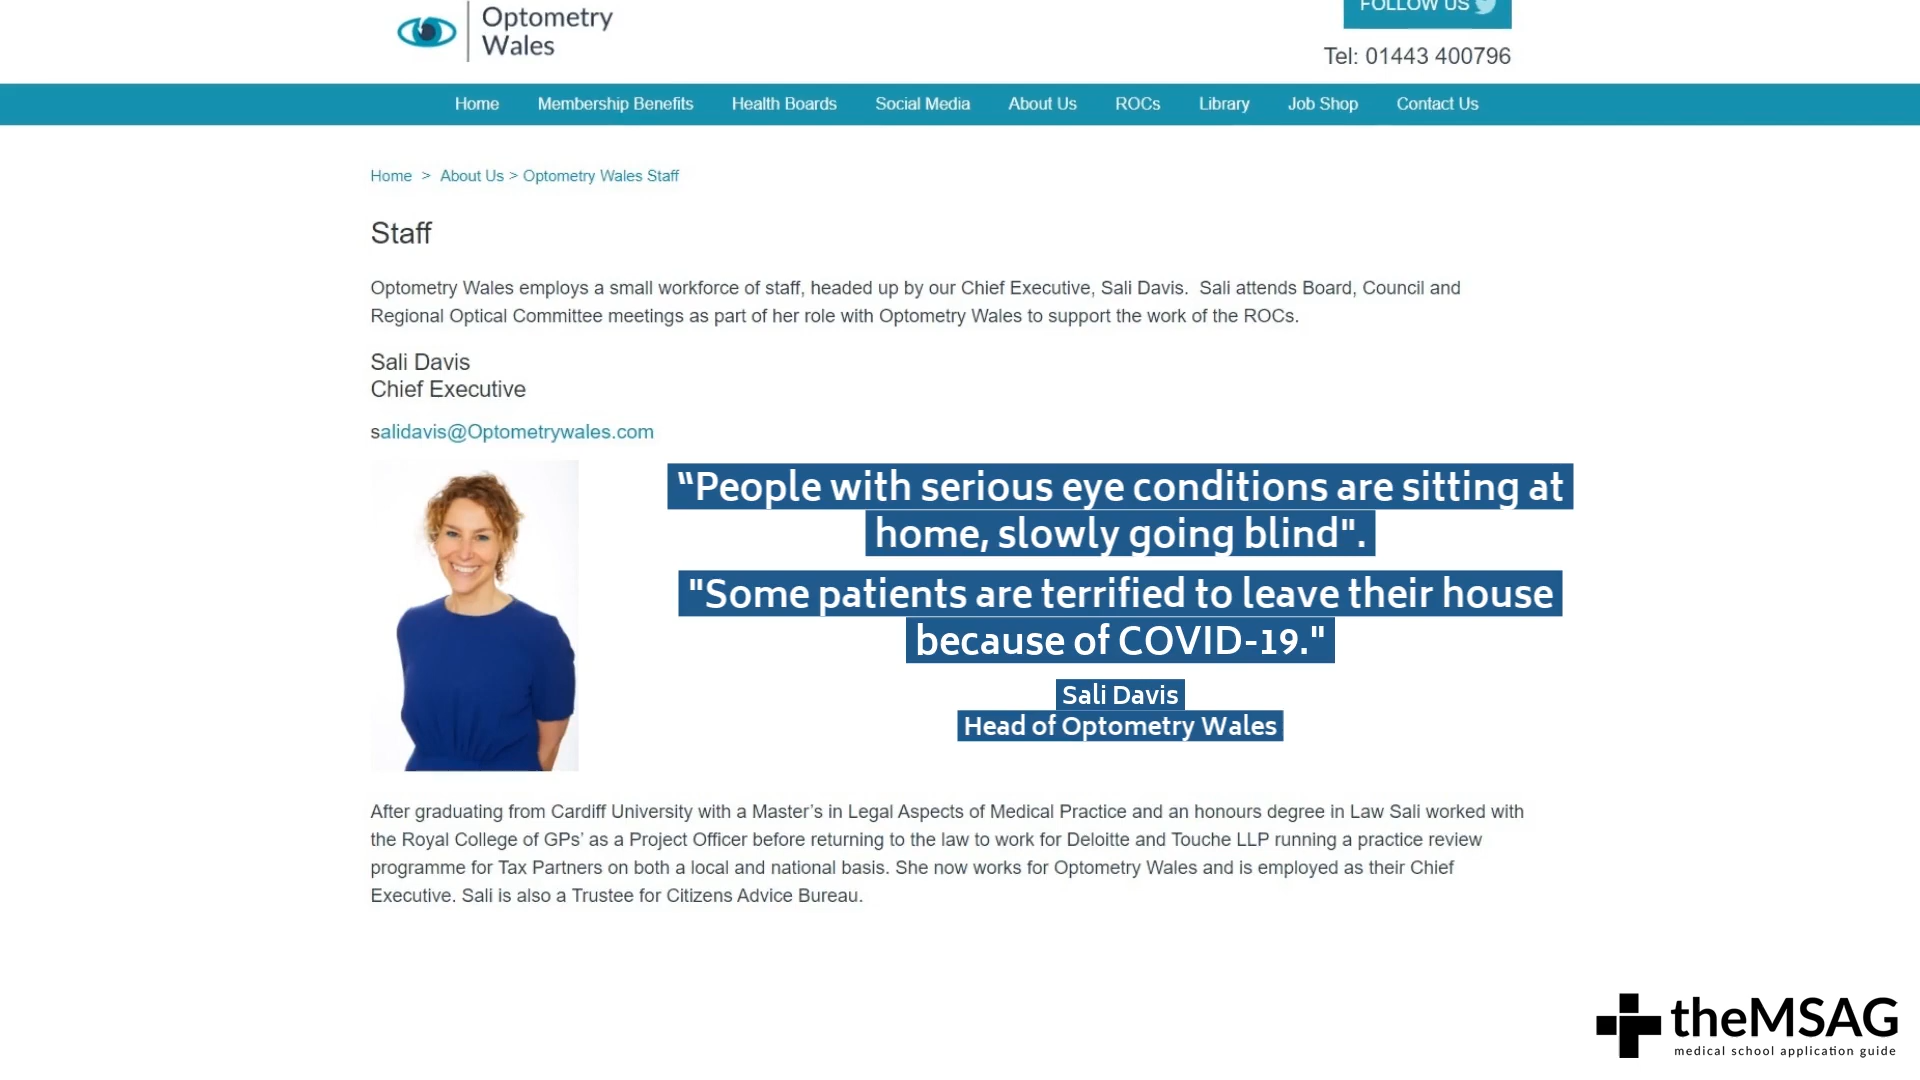 Optometry
Wales
FOLLOW US
Tel: 01443 400796
Home
Membership Benefits
Health Boards
Social Media
About Us
ROCs
Library
Job Shop
Contact Us
Home > About Us > Optometry Wales Staff
Staff
Optometry Wales employs a small workforce of staff, headed up by our Chief Executive, Sali Davis.  Sali attends Board, Council and
Regional Optical Committee meetings as part of her role with Optometry Wales to support the work of the ROCs.
Sali Davis
Chief Executive
salidavis@Optometrywales.com
“People with serious eye conditions are sitting at
home, slowly going blind".
"Some patients are terrified to leave their house
because of COVID-19."
Sali Davis
Head of Optometry Wales
After graduating from Cardiff University with a Master’s in Legal Aspects of Medical Practice and an honours degree in Law Sali worked with
the Royal College of GPs’ as a Project Officer before returning to the law to work for Deloitte and Touche LLP running a practice review
programme for Tax Partners on both a local and national basis. She now works for Optometry Wales and is employed as their Chief
Executive. Sali is also a Trustee for Citizens Advice Bureau.
theMSAG
medical school application guide